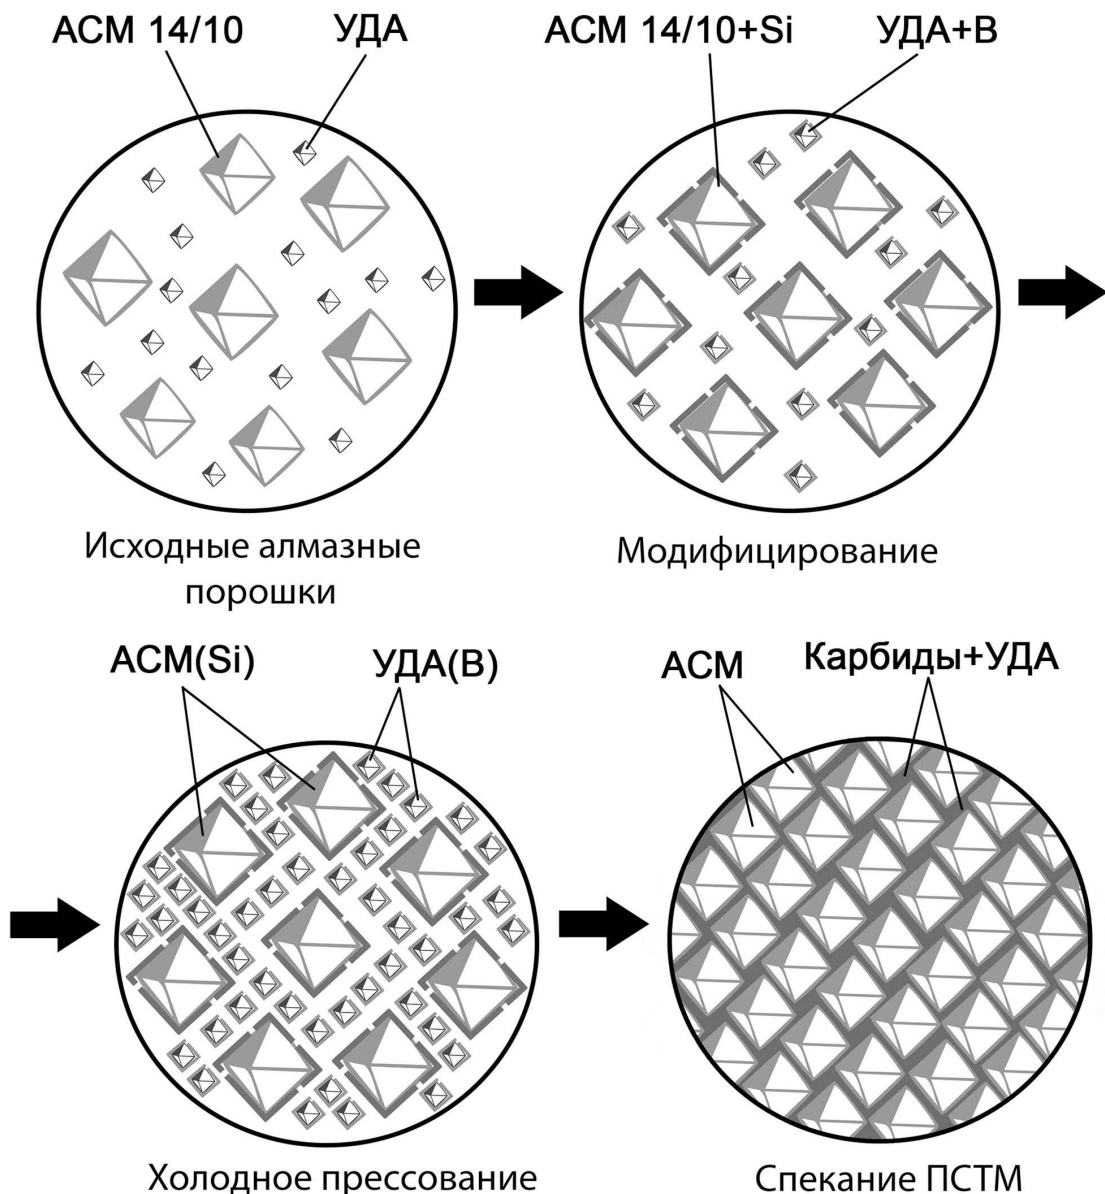 АСМ 14/10 УДА
АСМ 14/10+Si УДА+В
Исходные алмазные
порошки
Модифицирование
АСМ(Si) УДА(В)
АСМ Карбиды+УДА
Холодное прессование
Спекание ПСТМ